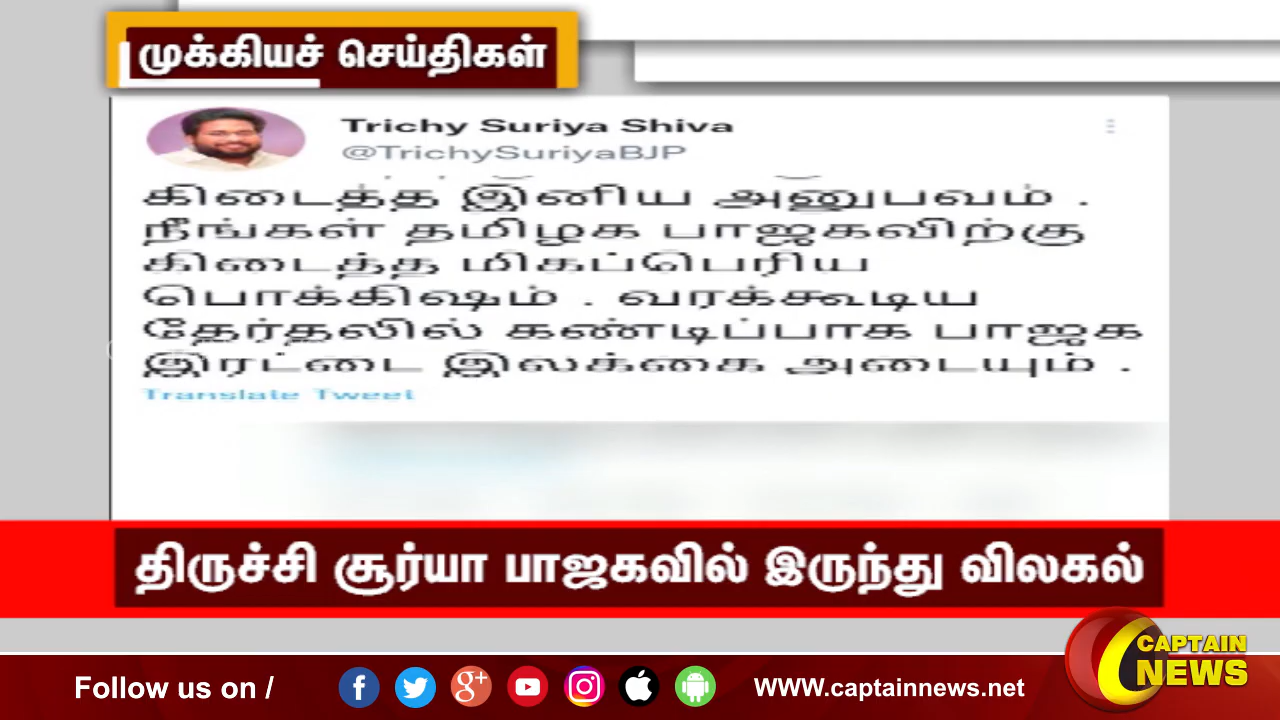 முக்கியச் செய்திகள்
Trichy Suriya Shiva
@TrichySuriyaBJP
கிடைத்த இனிய அனுபவம் .
நீங்கள் தமிழக பாஜகவிற்கு
கிடைத்த மிகப்பெரிய
பொக்கிஷம் . வரக்கூடிய
தேர்தலில் கண்டிப்பாக பாஜக
இரட்டை இலக்கை அடையும் .
Translate Tweet
திருச்சி சூர்யா பாஜகவில் இருந்து விலகல்
CAPTAIN
NEWS
Follow us on / WWW.captainnews.net